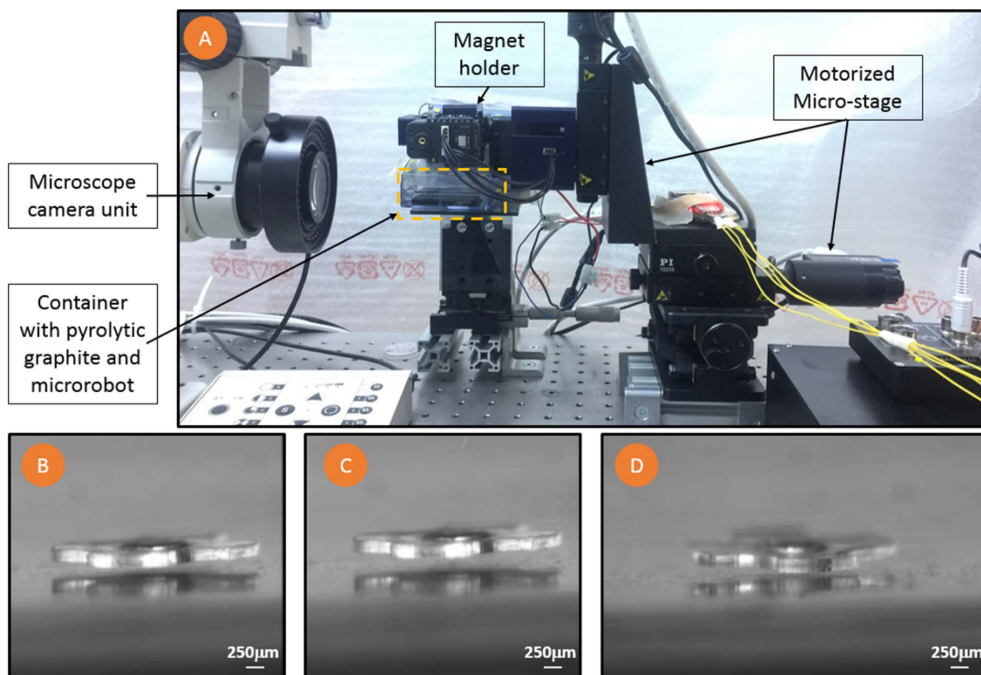 A
Magnet
holder
Motorized
Micro-stage
Microscope
camera unit
Container
with pyrolytic
graphite and
microrobot
PI
B
250μm
C
250μm
D
250μm